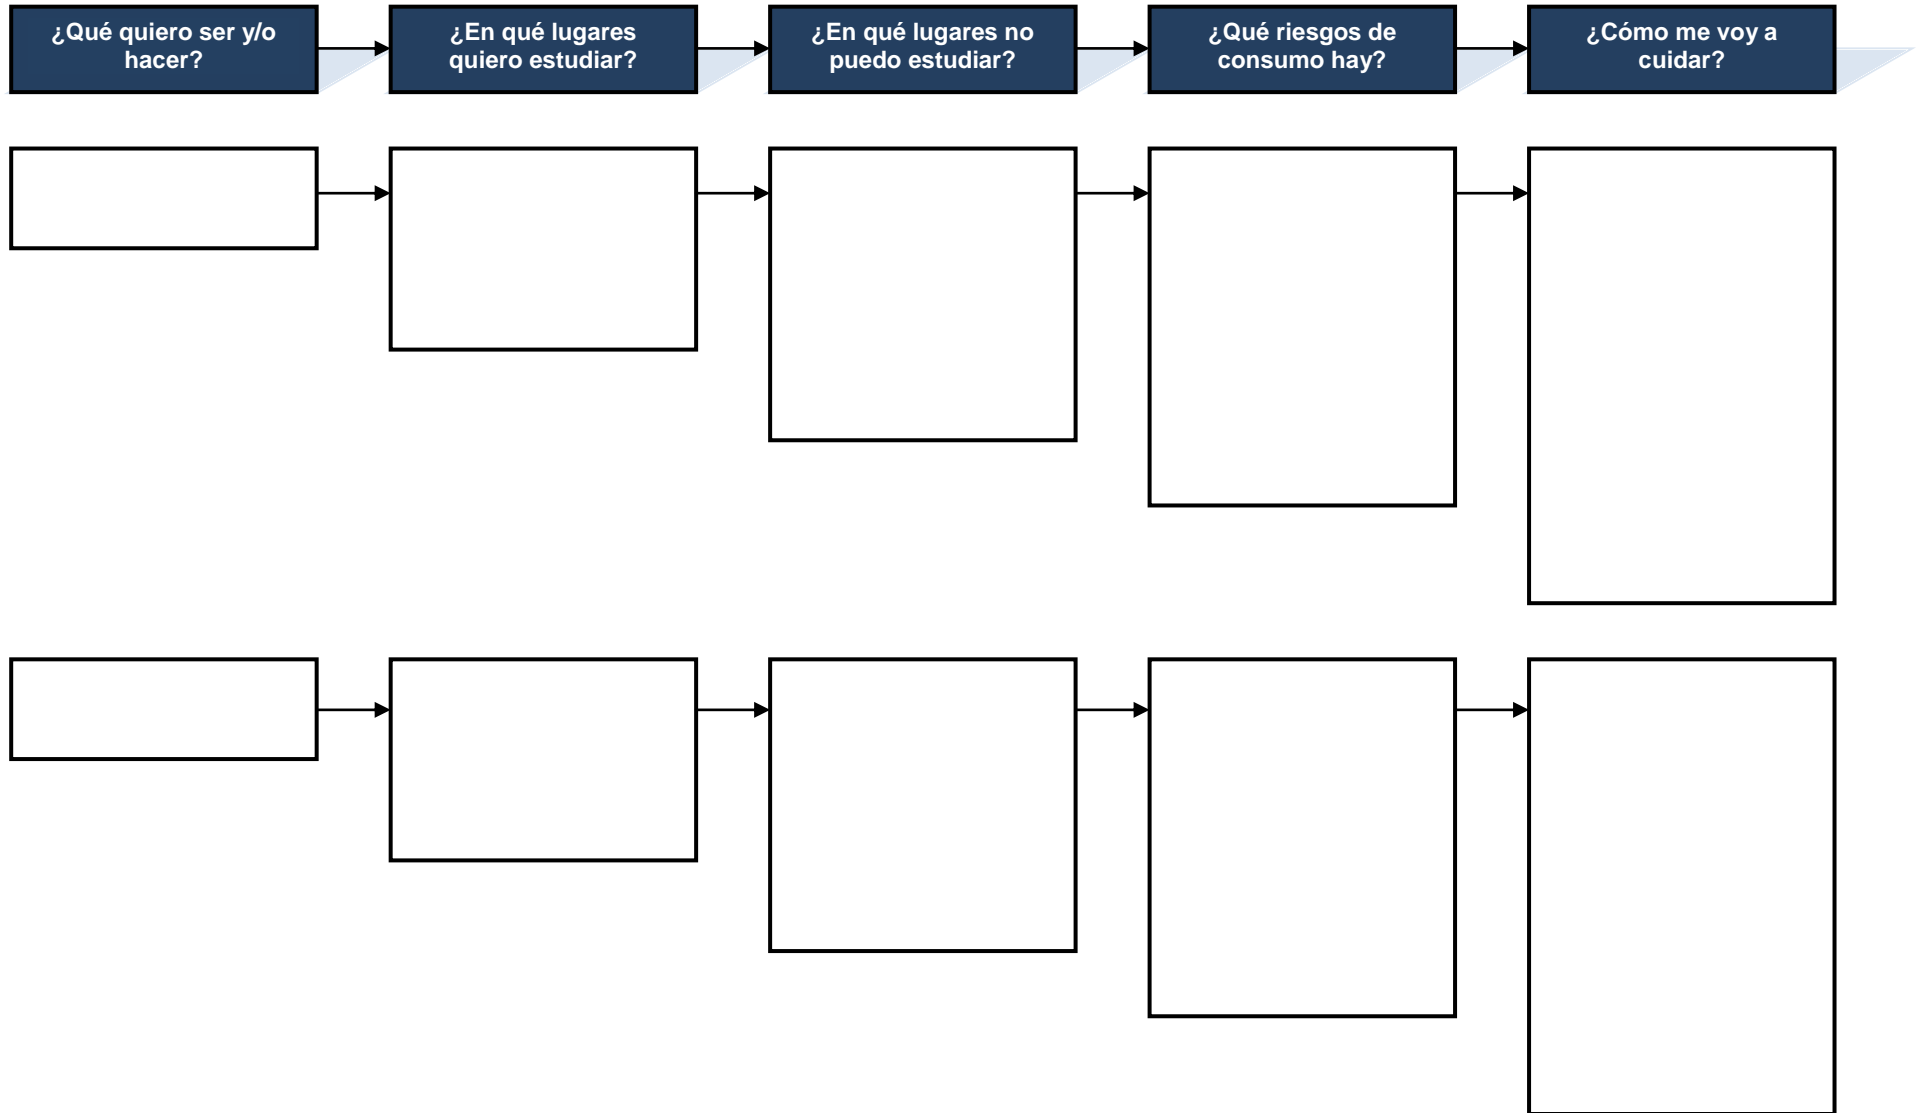 ¿Qué quiero ser y/o
hacer?
¿En qué lugares
quiero estudiar?
¿En qué lugares no
puedo estudiar?
¿Qué riesgos de
consumo hay?
¿Cómo me voy a
cuidar?